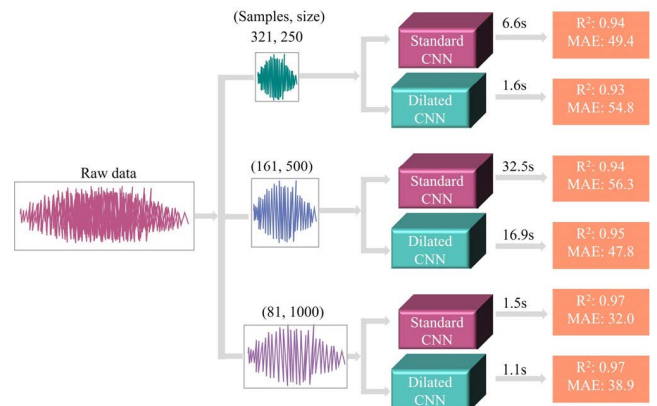 (Samples, size)
321, 250
Raw data
(161, 500)
(81, 1000)
Standard
CNN
6.6s
R²: 0.94
MAE: 49.4
Dilated
CNN
1.6s
R²: 0.93
MAE: 54.8
Standard
CNN
32.5s
R²: 0.94
MAE: 56.3
Dilated
CNN
16.9s
R²: 0.95
MAE: 47.8
Standard
CNN
1.5s
R²: 0.97
MAE: 32.0
Dilated
CNN
1.1s
R²: 0.97
MAE: 38.9